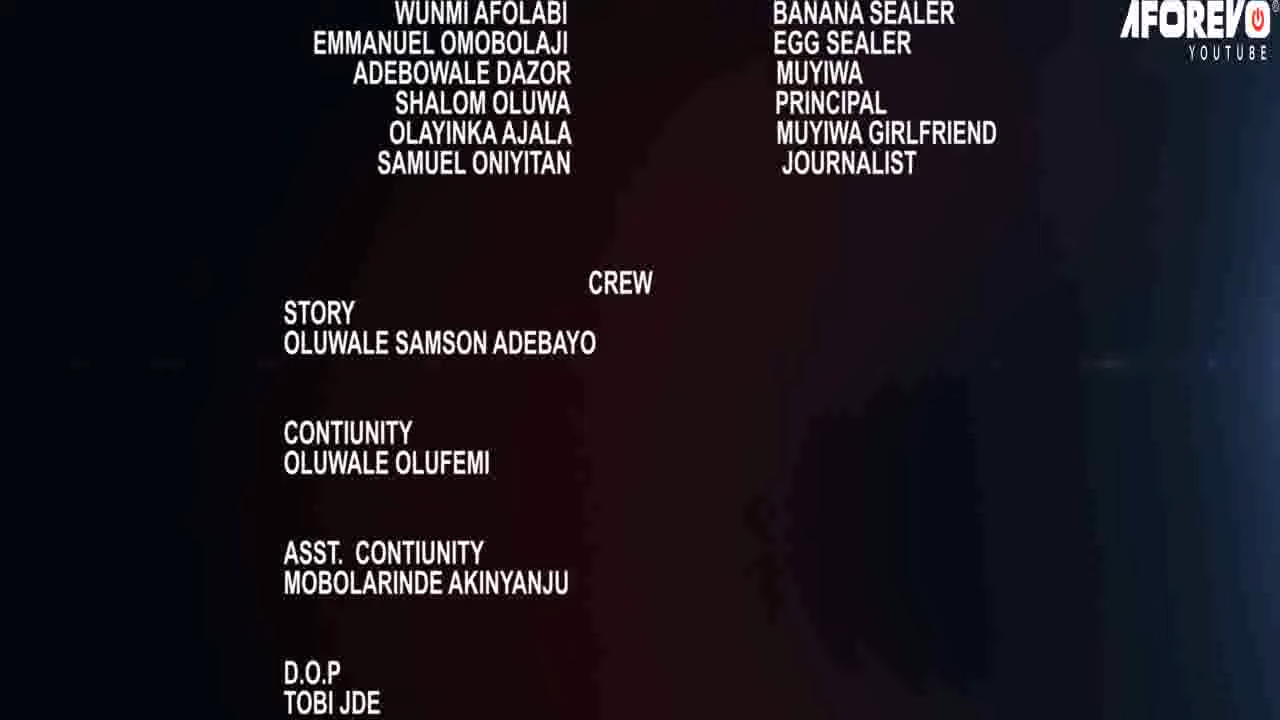 WUNMI AFOLABI BANANA SEALER
EMMANUEL OMOBOLAJI EGG SEALER
ADEBOWALE DAZOR MUYIWA
SHALOM OLUWA PRINCIPAL
OLAYINKA AJALA MUYIWA GIRLFRIEND
SAMUEL ONIYITAN JOURNALIST
AFOREVO
YOUTUBE
CREW
STORY
OLUWALE SAMSON ADEBAYO
CONTIUNITY
OLUWALE OLUFEMI
ASST. CONTIUNITY
MOBOLARINDE AKINYANJU
D.O.P
TOBI JDE